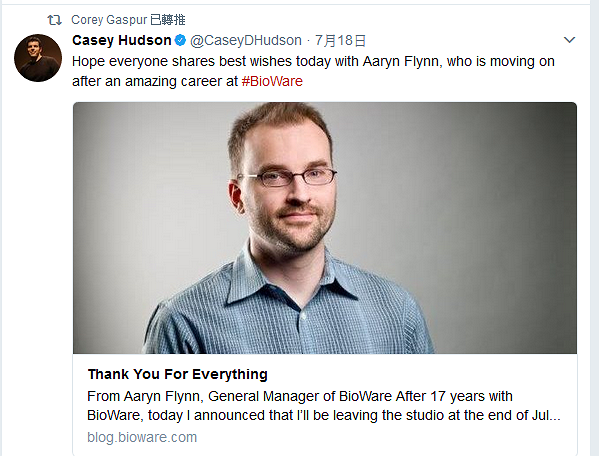 Corey Gaspur 已轉推
Casey Hudson @CaseyDHudson · 7月18日
Hope everyone shares best wishes today with Aaryn Flynn, who is moving on
after an amazing career at #BioWare
Thank You For Everything
From Aaryn Flynn, General Manager of BioWare After 17 years with
BioWare, today I announced that I'll be leaving the studio at the end of Jul...
blog.bioware.com